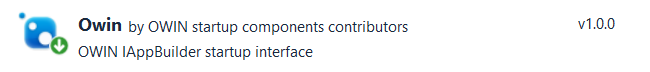 Owin by OWIN startup components contributors v1.0.0
OWIN IAppBuilder startup interface